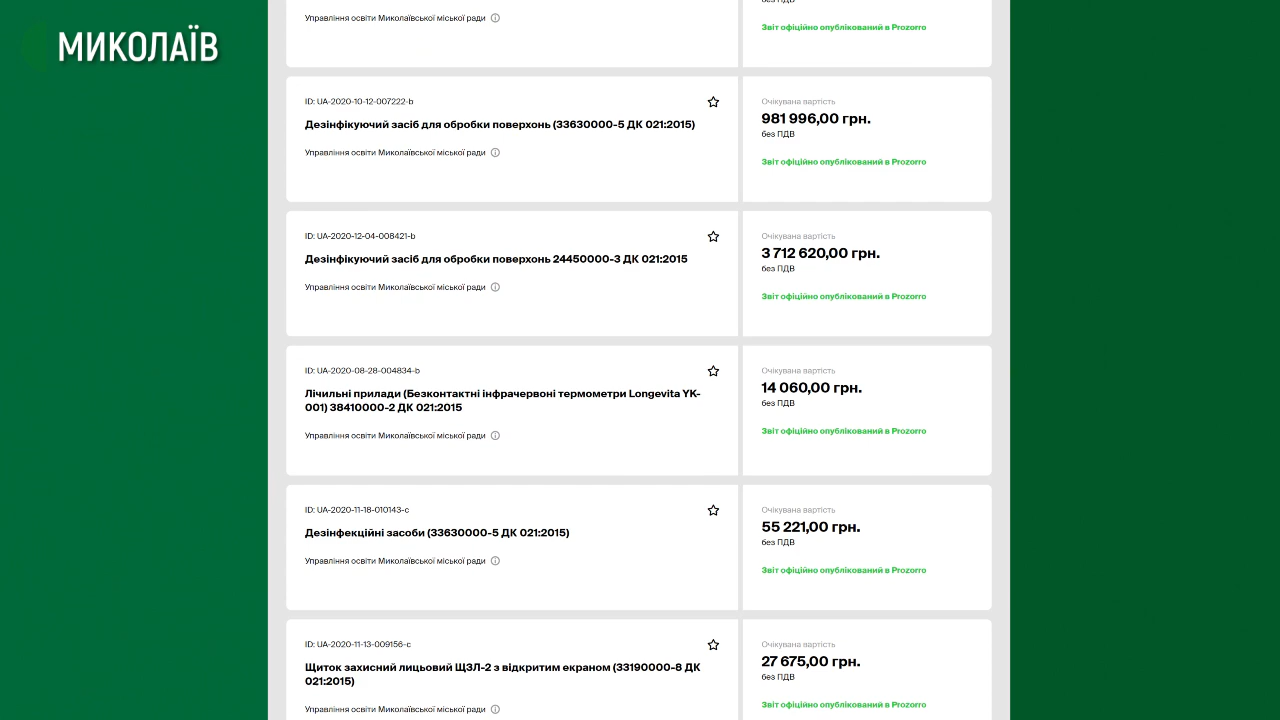 МИКОЛАЇВ
Управління освіти Миколаївської міської ради
без ПДВ
Звіт офіційно опублікований в Prozorro
ID: UA-2020-10-12-007222-b
Дезінфікуючий засіб для обробки поверхонь (33630000-5 ДК 021:2015)
Управління освіти Миколаївської міської ради
Очікувана вартість
981 996,00 грн.
без ПДВ
Звіт офіційно опублікований в Prozorro
ID: UA-2020-12-04-008421-b
Дезінфікуючий засіб для обробки поверхонь 24450000-3 ДК 021:2015
Управління освіти Миколаївської міської ради
Очікувана вартість
3 712 620,00 грн.
без ПДВ
Звіт офіційно опублікований в Prozorro
ID: UA-2020-08-28-004834-b
Лічильні прилади (Безконтактні інфрачервоні термометри Longevita YK-
001) 38410000-2 ДК 021:2015
Управління освіти Миколаївської міської ради
Очікувана вартість
14 060,00 грн.
без ПДВ
Звіт офіційно опублікований в Prozorro
ID: UA-2020-11-18-010143-c
Дезінфекційні засоби (33630000-5 ДК 021:2015)
Управління освіти Миколаївської міської ради
Очікувана вартість
55 221,00 грн.
без ПДВ
Звіт офіційно опублікований в Prozorro
ID: UA-2020-11-13-009156-c
Щиток захисний лицьовий ЩЗЛ-2 з відкритим екраном (33190000-8 ДК
021:2015)
Управління освіти Миколаївської міської ради
Очікувана вартість
27 675,00 грн.
без ПДВ
Звіт офіційно опублікований в Prozorro